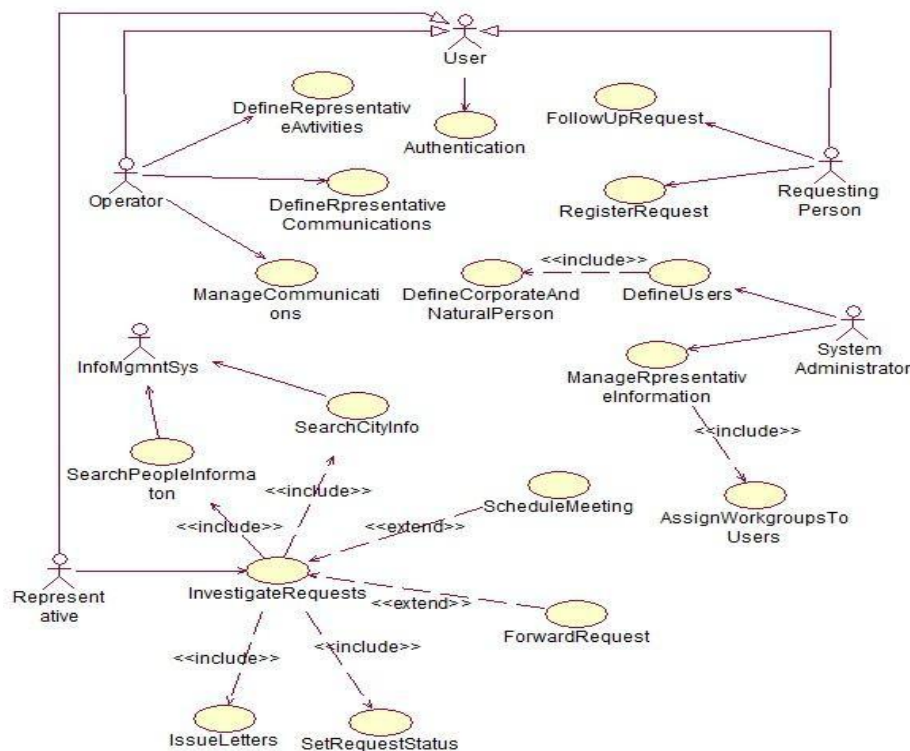 User
DefineRepresentativ
eAvtivities
Authentication
FollowUpRequest
Operator
DefineRpresentative
Communications
RegisterRequest
Requesting
Person
ManageCommunicati
ons
<<include>>
DefineCorporateAnd
NaturalPerson
DefineUsers
InfoMgmntSys
System
Administrator
ManageRpresentativ
eInformation
SearchCityInfo
<<include>>
SearchPeopleInforma
ton
<<include>>
<<include>>
ScheduleMeeting
<<extend>>
AssignWorkgroupsTo
Users
Represent
ative
InvestigateRequests
<<extend>>
ForwardRequest
<<include>>
<<include>>
IssueLetters
SetRequestStatus